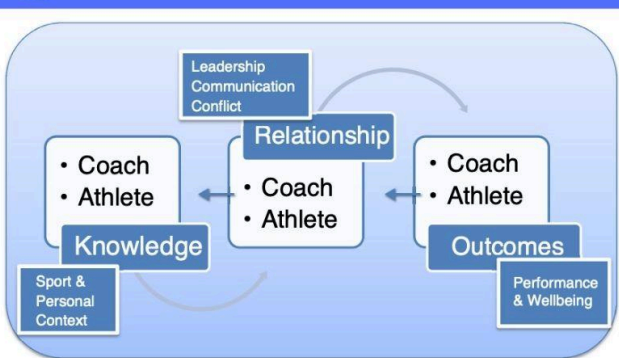 Leadership
Communication
Conflict
Relationship
• Coach
• Athlete
• Coach
• Athlete
• Coach
• Athlete
Knowledge
Outcomes
Sport &
Personal
Context
Performance
& Wellbeing